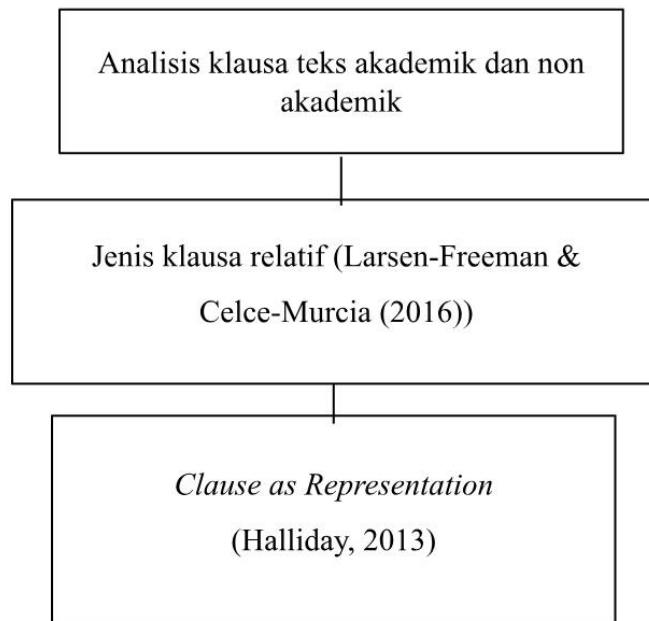 Analisis klausa teks akademik dan non
akademik
Jenis klausa relatif (Larsen-Freeman &
Celce-Murcia (2016))
Clause as Representation
(Halliday, 2013)